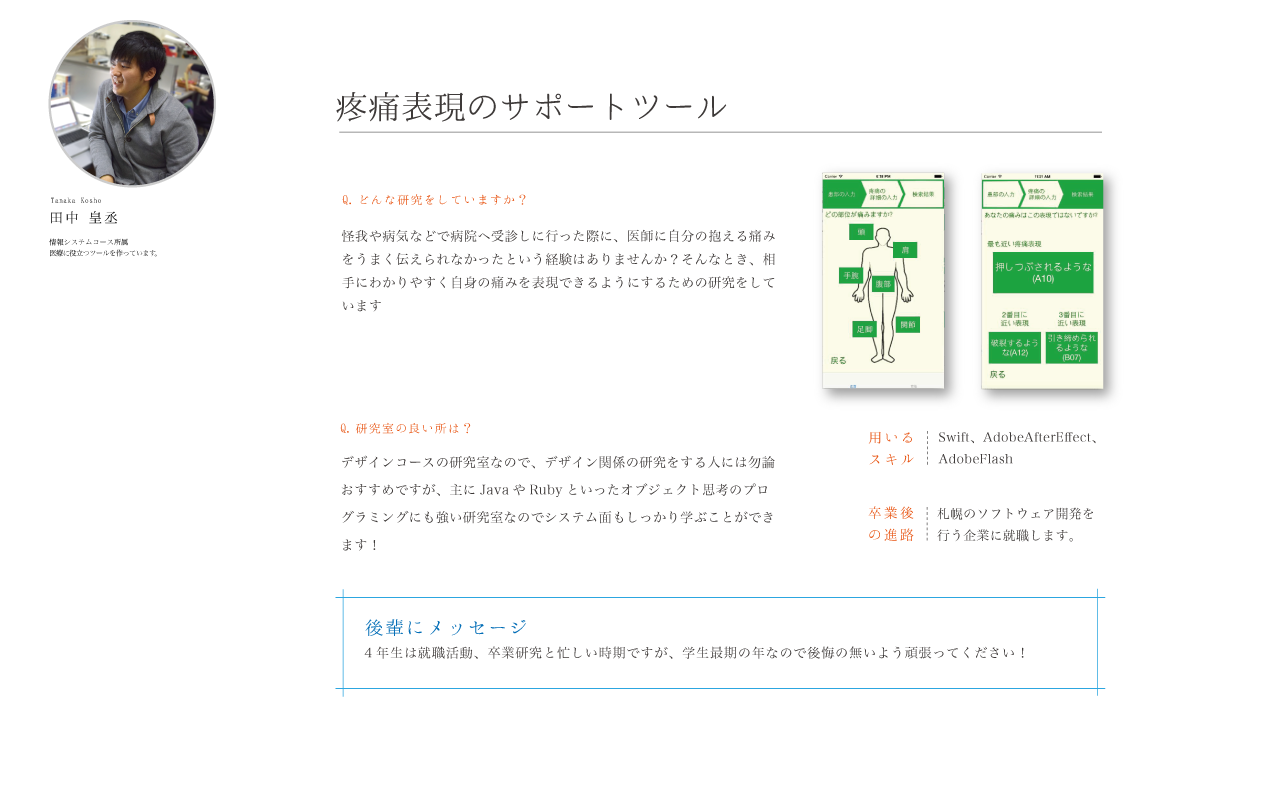 Tanaka Kosho
田中 皇丞
情報システムコース所属
医療に役立つツールを作っています。
疼痛表現のサポートツール
Q. どんな研究をしていますか？
怪我や病気などで病院へ受診しに行った際に、医師に自分の抱える痛み
をうまく伝えられなかったという経験はありませんか？そんなとき、相
手にわかりやすく自身の痛みを表現できるようにするための研究をして
います
Carrier
9:19 PM
患部の入力
疼痛の
詳細の入力
検索結果
どの部位が痛みますか?
頭
肩
手腕
腹部
足脚
関節
戻る
Carrier
11:21 AM
患部の入力
疼痛の
詳細の入力
検索結果
あなたの痛みはこの表現ではないですか?
最も近い疼痛表現
押しつぶされるような
(A10)
2番目に
近い表現
3番目に
近い表現
破裂するよう
な(A12)
引き締められ
るような
(B07)
戻る
Q. 研究室の良い所は？
デザインコースの研究室なので、デザイン関係の研究をする人には勿論
おすすめですが、主に Java や Ruby といったオブジェクト思考のプロ
グラミングにも強い研究室なのでシステム面もしっかり学ぶことができ
ます！
用いる
スキル
Swift、AdobeAfterEffect、
AdobeFlash
卒業後
の進路
札幌のソフトウェア開発を
行う企業に就職します。
後輩にメッセージ
4 年生は就職活動、卒業研究と忙しい時期ですが、学生最期の年なので後悔の無いよう頑張ってください！